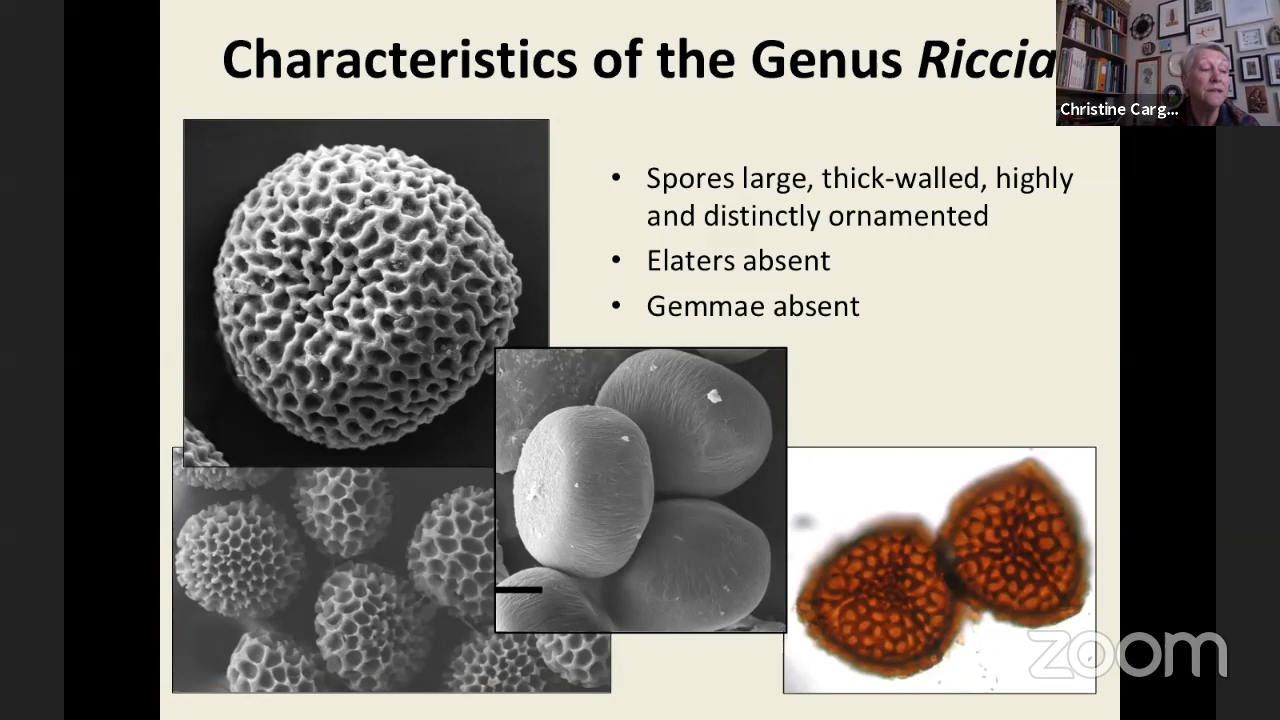 Characteristics of the Genus Riccia
Christine Carg...
• Spores large, thick-walled, highly
and distinctly ornamented
• Elaters absent
• Gemmae absent
zoom